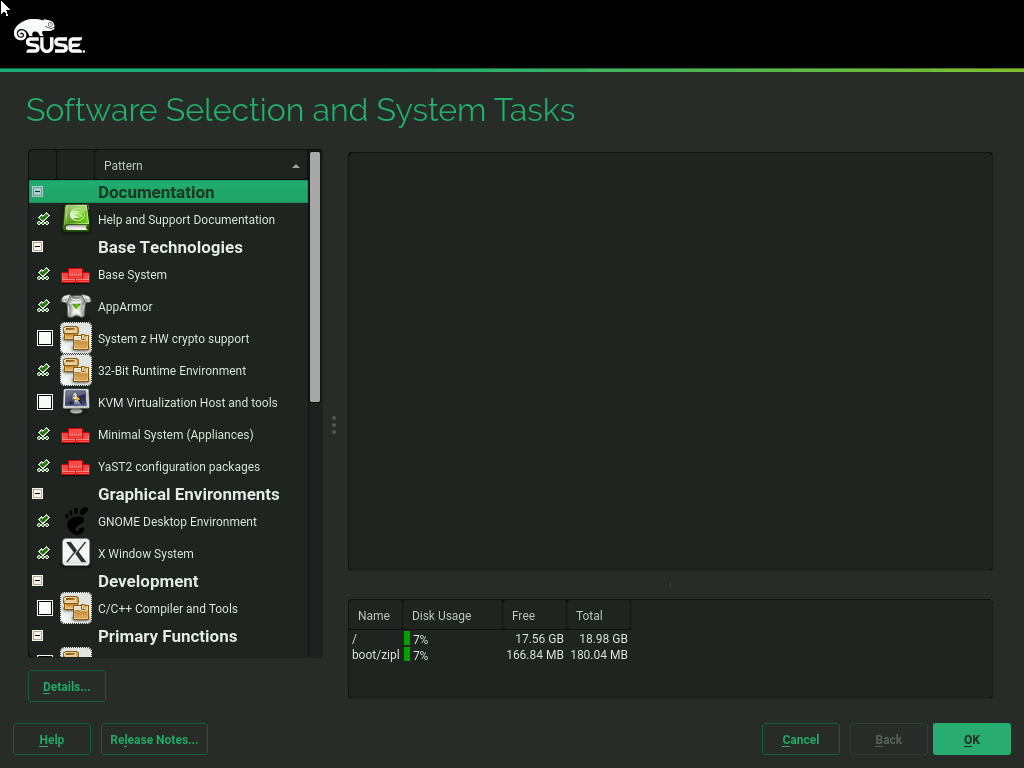 SUSE.
Software Selection and System Tasks
Pattern
Documentation
Help and Support Documentation
Base Technologies
Base System
AppArmor
System z HW crypto support
32-Bit Runtime Environment
KVM Virtualization Host and tools
Minimal System (Appliances)
YaST2 configuration packages
Graphical Environments
GNOME Desktop Environment
X Window System
Development
C/C++ Compiler and Tools
Primary Functions
Name Disk Usage Free Total
/ 7% 17.56 GB 18.98 GB
boot/zipl 7% 166.84 MB 180.04 MB
Details...
Help Release Notes... Cancel Back OK